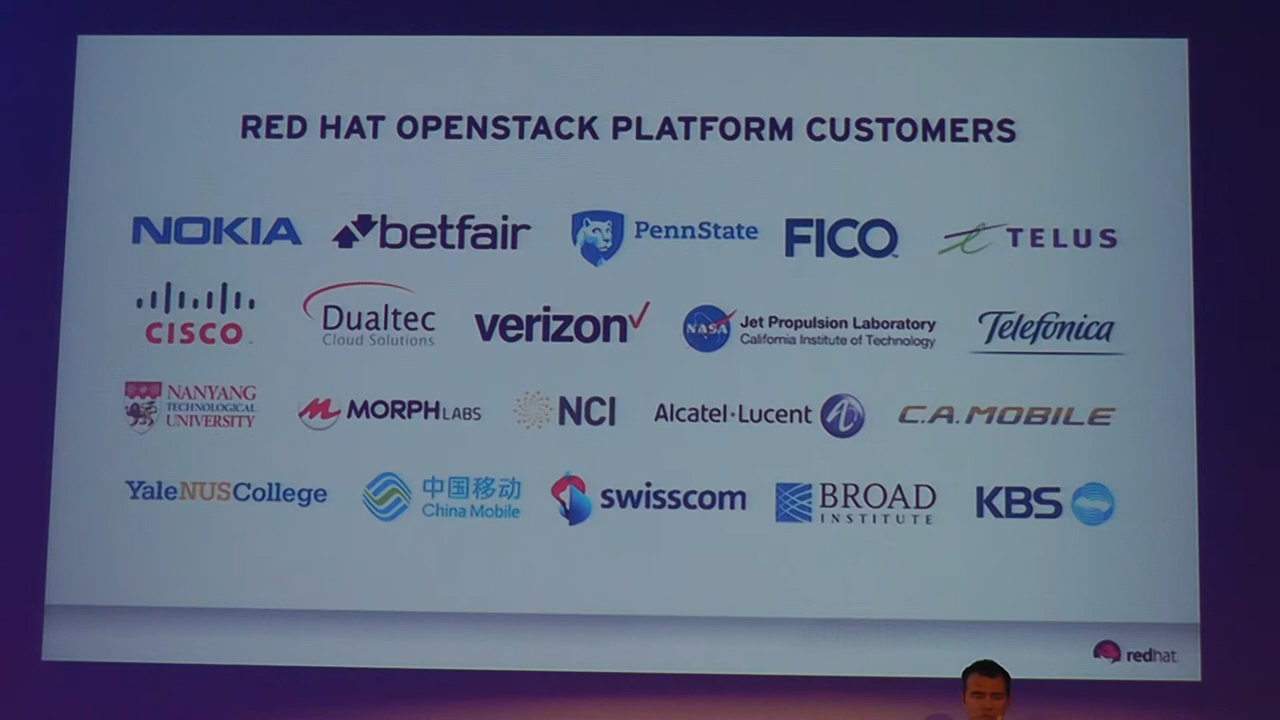 RED HAT OPENSTACK PLATFORM CUSTOMERS
NOKIA
betfair
PennState
FICO
TELUS
CISCO
Dualtec
Cloud Solutions
verizon
NASA
Jet Propulsion Laboratory
California Institute of Technology
Telefónica
NANYANG
TECHNOLOGICAL
UNIVERSITY
MORPHLABS
NCI
Alcatel·Lucent
C.A.MOBILE
YaleNUSCollege
中国移动
China Mobile
swisscom
BROAD
INSTITUTE
KBS
redhat